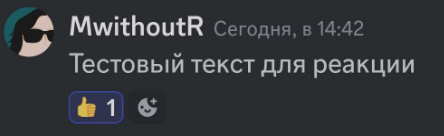 MwithoutR Сегодня, в 14:42
Тестовый текст для реакции
1